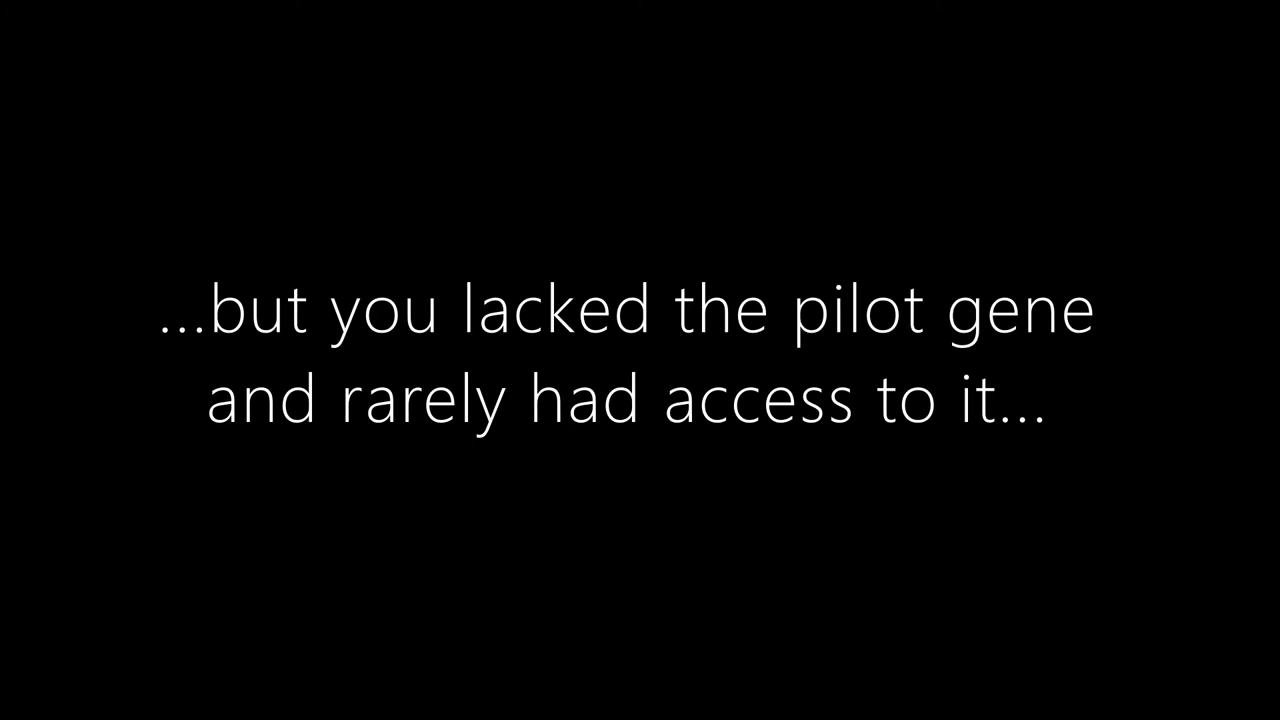 ...but you lacked the pilot gene
and rarely had access to it...